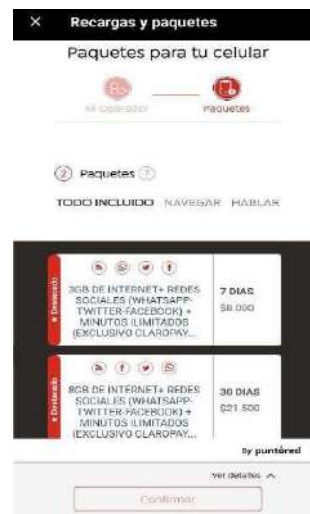 × Recargas y paquetes
Paquetes para tu celular
Mi operador Paquetes
2 Paquetes ?
TODO INCLUIDO NAVEGAR HABLAR
★ Destacado
3GB DE INTERNET+ REDES
SOCIALES (WHATSAPP-
TWITTER-FACEBOOK) +
MINUTOS ILIMITADOS
(EXCLUSIVO CLAROPAY...
7 DIAS
$8.000
★ Destacado
8GB DE INTERNET+ REDES
SOCIALES (WHATSAPP-
TWITTER-FACEBOOK) +
MINUTOS ILIMITADOS
(EXCLUSIVO CLAROPAY...
30 DIAS
$21.500
By puntored
Ver detalles
Confirmar